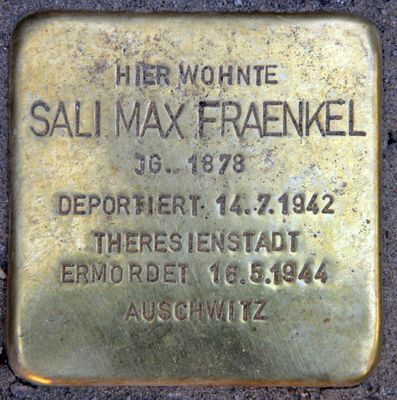 HIER WOHNTE
SALI MAX FRAENKEL
JG. 1878
DEPORTIERT 14.7.1942
THERESIENSTADT
ERMORDET 16.5.1944
AUSCHWITZ